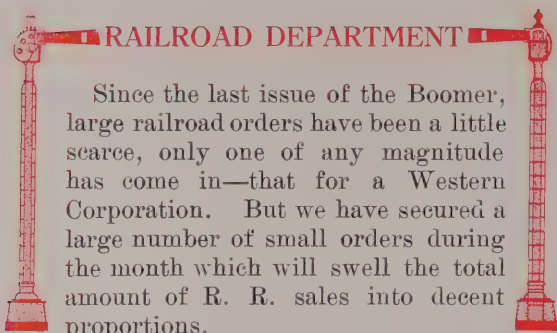 RAILROAD DEPARTMENT
Since the last issue of the Boomer,
large railroad orders have been a little
scarce, only one of any magnitude
has come in—that for a Western
Corporation. But we have secured a
large number of small orders during
the month which will swell the total
amount of R. R. sales into decent
proportions.